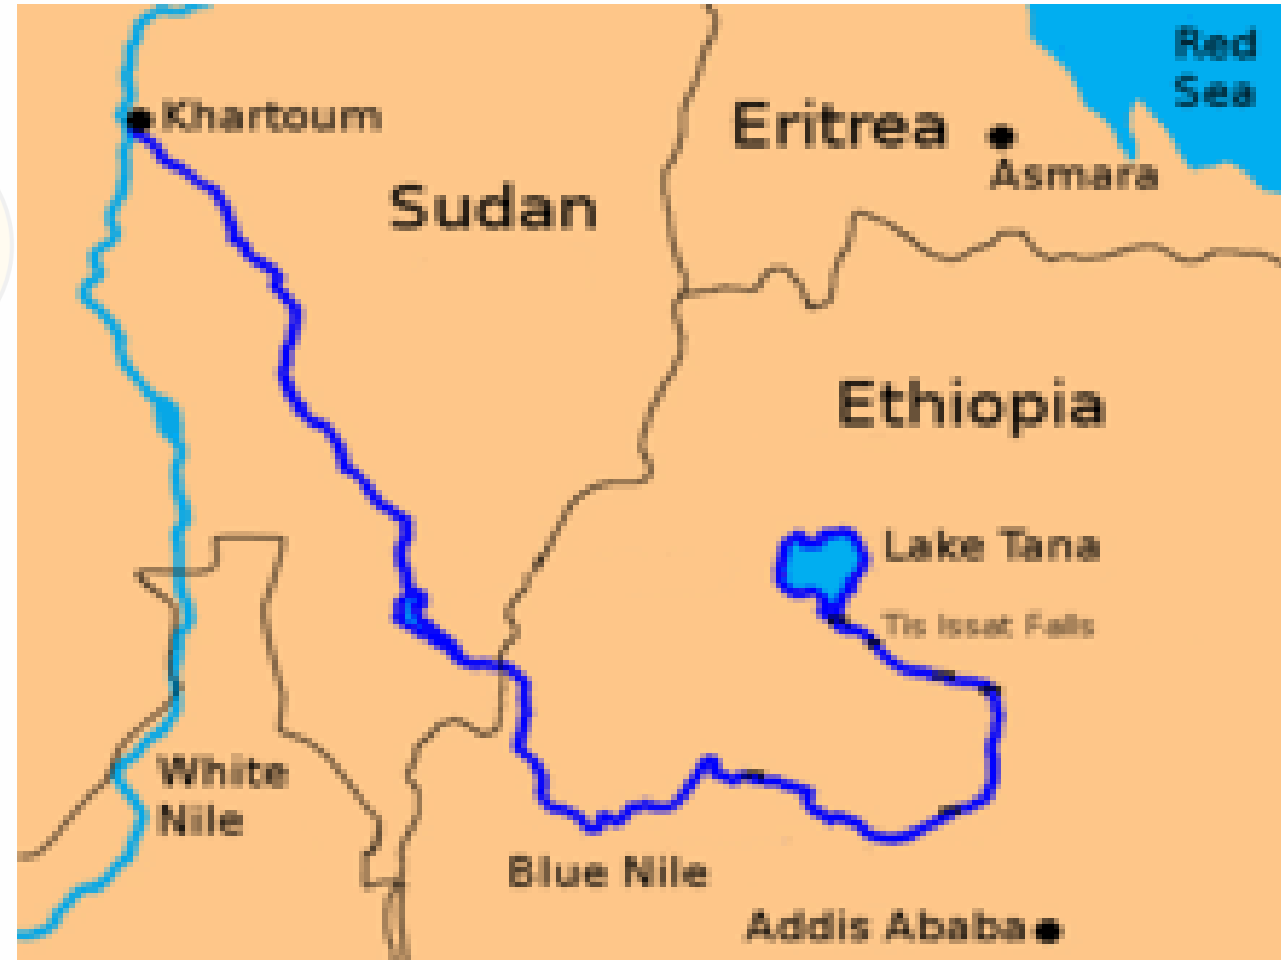 Red
Sea
Khartoum
Eritrea
Asmara
Sudan
Ethiopia
Lake Tana
Tis Issat Falls
White
Nile
Blue Nile
Addis Ababa